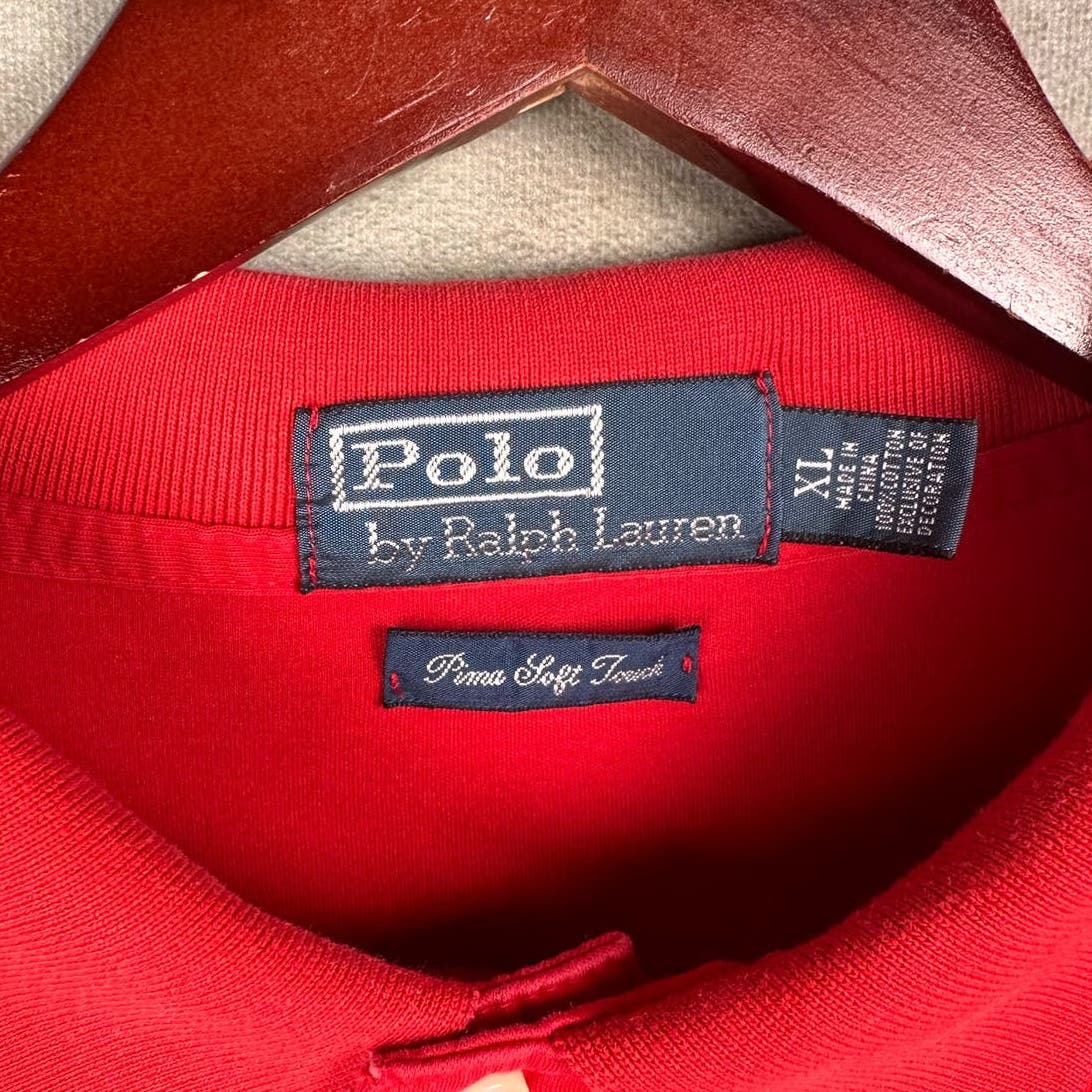 Polo
by Ralph Lauren
XL
MADE IN
CHINA
100% COTTON
EXCLUSIVE OF
DECORATION
Pima Soft Touch